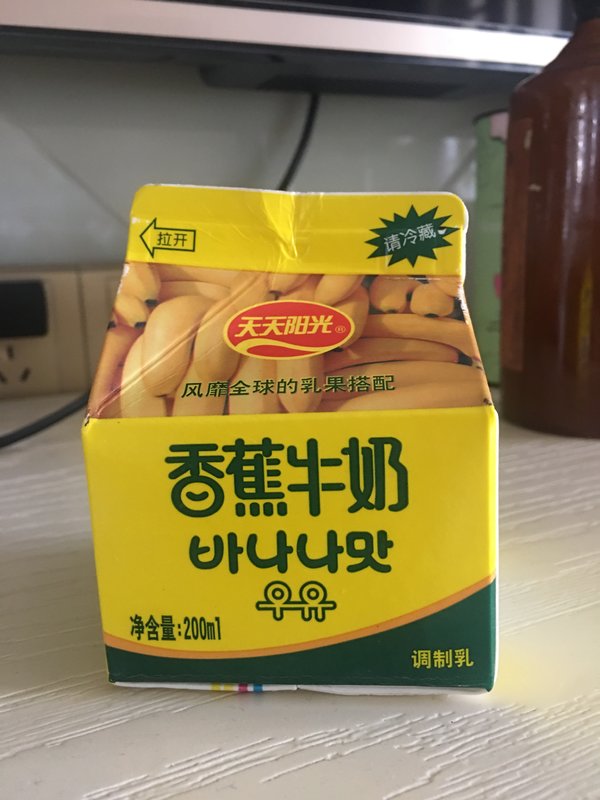 拉开
请冷藏
天天阳光®
风靡全球的乳果搭配
香蕉牛奶
바나나맛
우유
净含量:200ml
调制乳